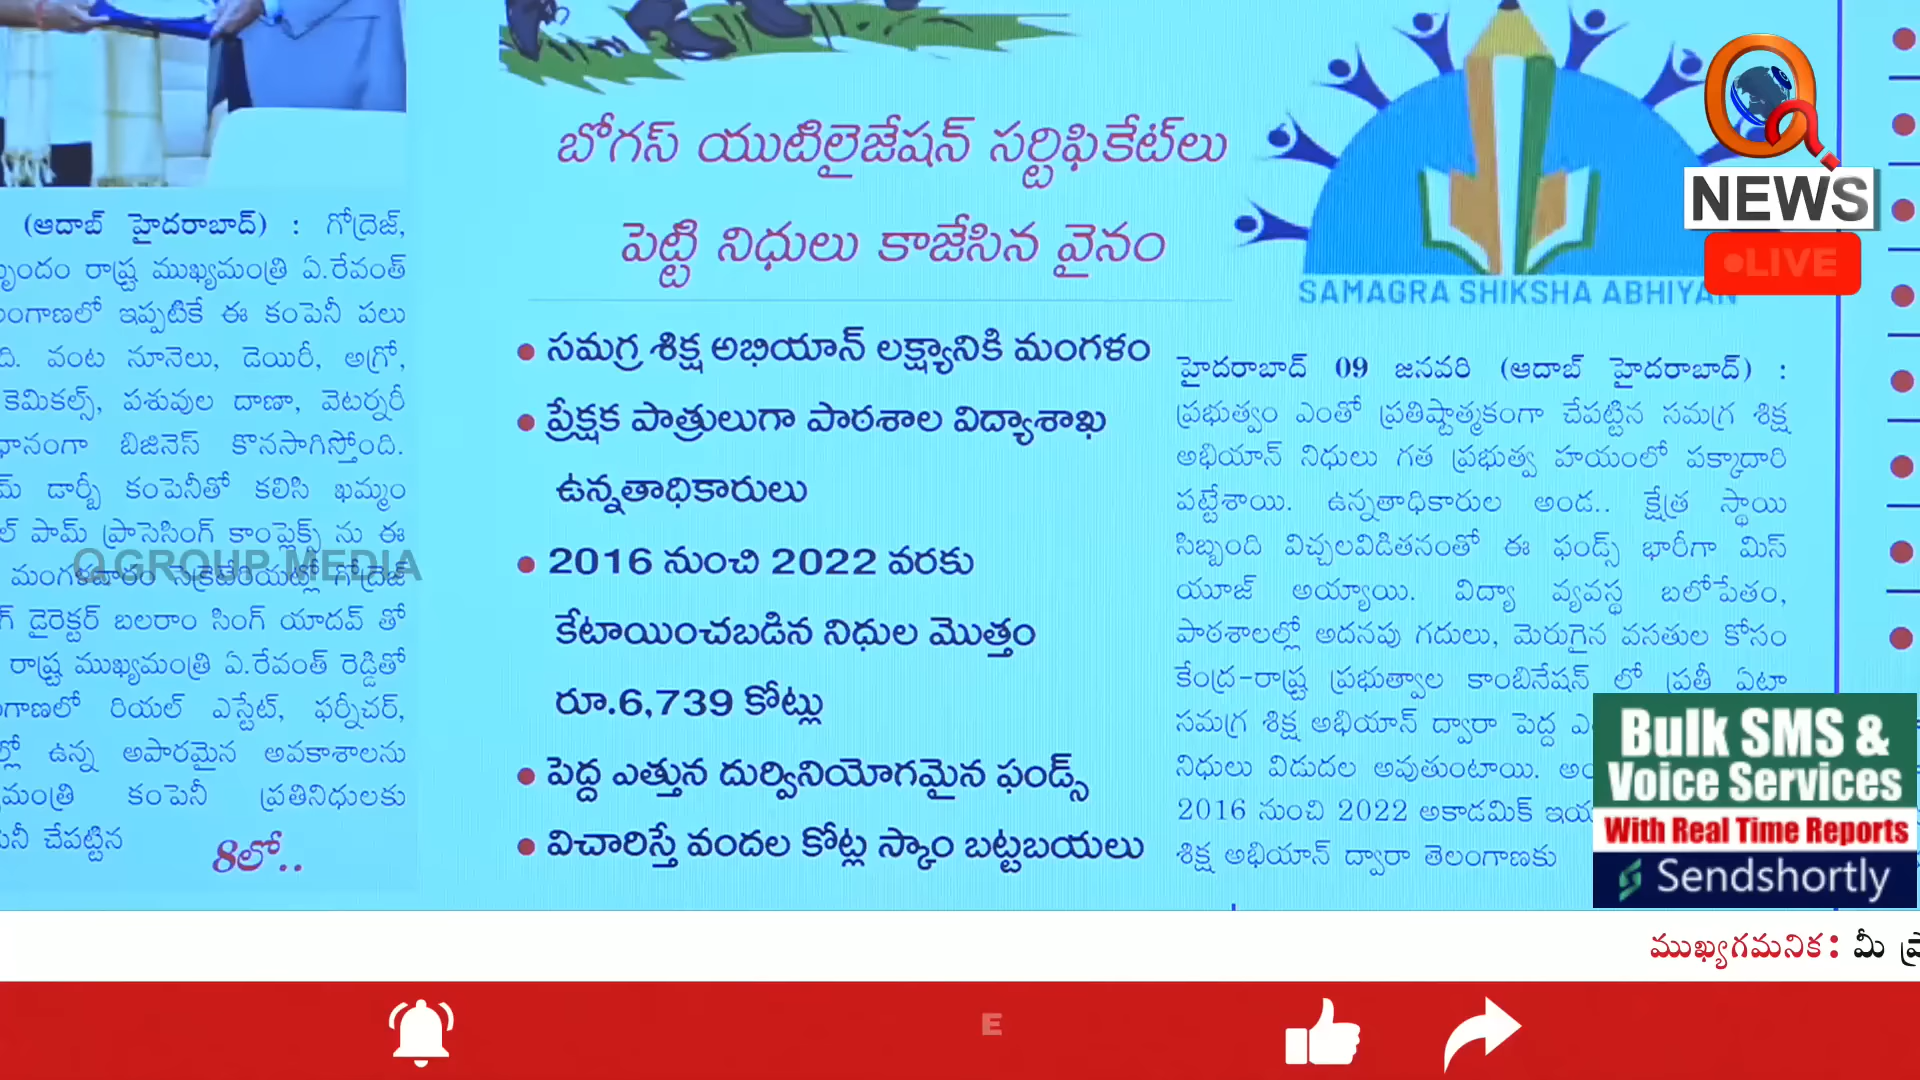 (ఆదాబ్ హైదరాబాద్) : గోద్రెజ్,
బృందం రాష్ట్ర ముఖ్యమంత్రి ఏ.రేవంత్
ఇప్పటికే ఈ కంపెనీ పలు
వంట నూనెలు, డెయిరీ, అగ్రో,
కెమికల్స్, పశువుల దాణా, వెటర్నరీ
బిజినెస్ కొనసాగిస్తోంది.
డార్బీ కంపెనీతో కలిసి ఖమ్మం
పామ్ ప్రాసెసింగ్ కాంప్లెక్స్ ను ఈ
మంగళవారం సెక్రటేరియట్లో గోద్రెజ్
డైరెక్టర్ బలరాం సింగ్ యాదవ్ తో
రాష్ట్ర ముఖ్యమంత్రి ఏ.రేవంత్ రెడ్డితో
రియల్ ఎస్టేట్, ఫర్నీచర్,
ఉన్న అపారమైన అవకాశాలను
కంపెనీ ప్రతినిధులకు
చేపట్టిన
8లో..
Q GROUP MEDIA
బోగస్ యుటిలైజేషన్ సర్టిఫికేట్‌లు
పెట్టి నిధులు కాజేసిన వైనం
• సమగ్ర శిక్ష అభియాన్ లక్ష్యానికి మంగళం
• ప్రేక్షక పాత్రులుగా పాఠశాల విద్యాశాఖ
ఉన్నతాధికారులు
• 2016 నుంచి 2022 వరకు
కేటాయించబడిన నిధుల మొత్తం
రూ.6,739 కోట్లు
• పెద్ద ఎత్తున దుర్వినియోగమైన ఫండ్స్
• విచారిస్తే వందల కోట్ల స్కాం బట్టబయలు
SAMAGRA SHIKSHA ABHIYAN
హైదరాబాద్ 09 జనవరి (ఆదాబ్ హైదరాబాద్) :
ప్రభుత్వం ఎంతో ప్రతిష్టాత్మకంగా చేపట్టిన సమగ్ర శిక్ష
అభియాన్ నిధులు గత ప్రభుత్వ హయంలో పక్కాదారి
పట్టేశాయి. ఉన్నతాధికారుల అండ.. క్షేత్ర స్థాయి
సిబ్బంది విచ్చలవిడితనంతో ఈ ఫండ్స్ భారీగా మిస్
యూజ్ అయ్యాయి. విద్యా వ్యవస్థ బలోపేతం,
పాఠశాలల్లో అదనపు గదులు, మెరుగైన వసతుల కోసం
కేంద్ర-రాష్ట్ర ప్రభుత్వాల కాంబినేషన్ లో ప్రతీ ఏటా
సమగ్ర శిక్ష అభియాన్ ద్వారా పెద్ద
నిధులు విడుదల అవుతుంటాయి.
2016 నుంచి 2022 అకాడమిక్
శిక్ష అభియాన్ ద్వారా తెలంగాణకు
Q
NEWS
•LIVE
Bulk SMS &
Voice Services
With Real Time Reports
Sendshortly
ముఖ్యగమనిక: మీ
E